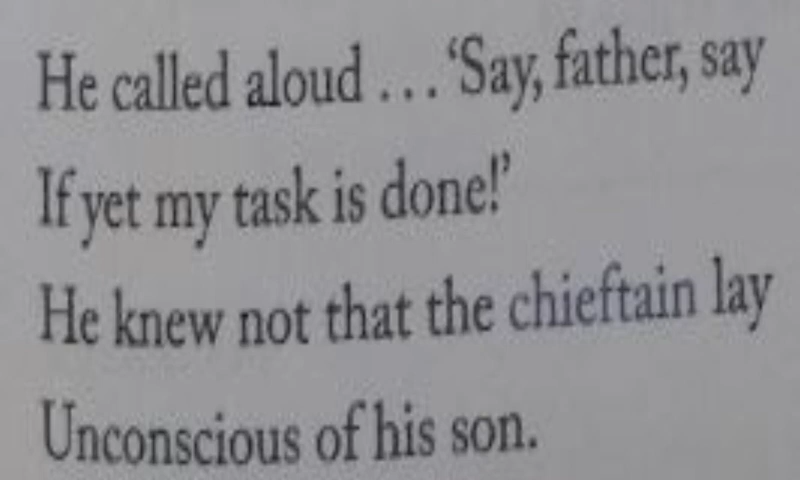 He called aloud ... ‘Say, father, say
If yet my task is done!’
He knew not that the chieftain lay
Unconscious of his son.